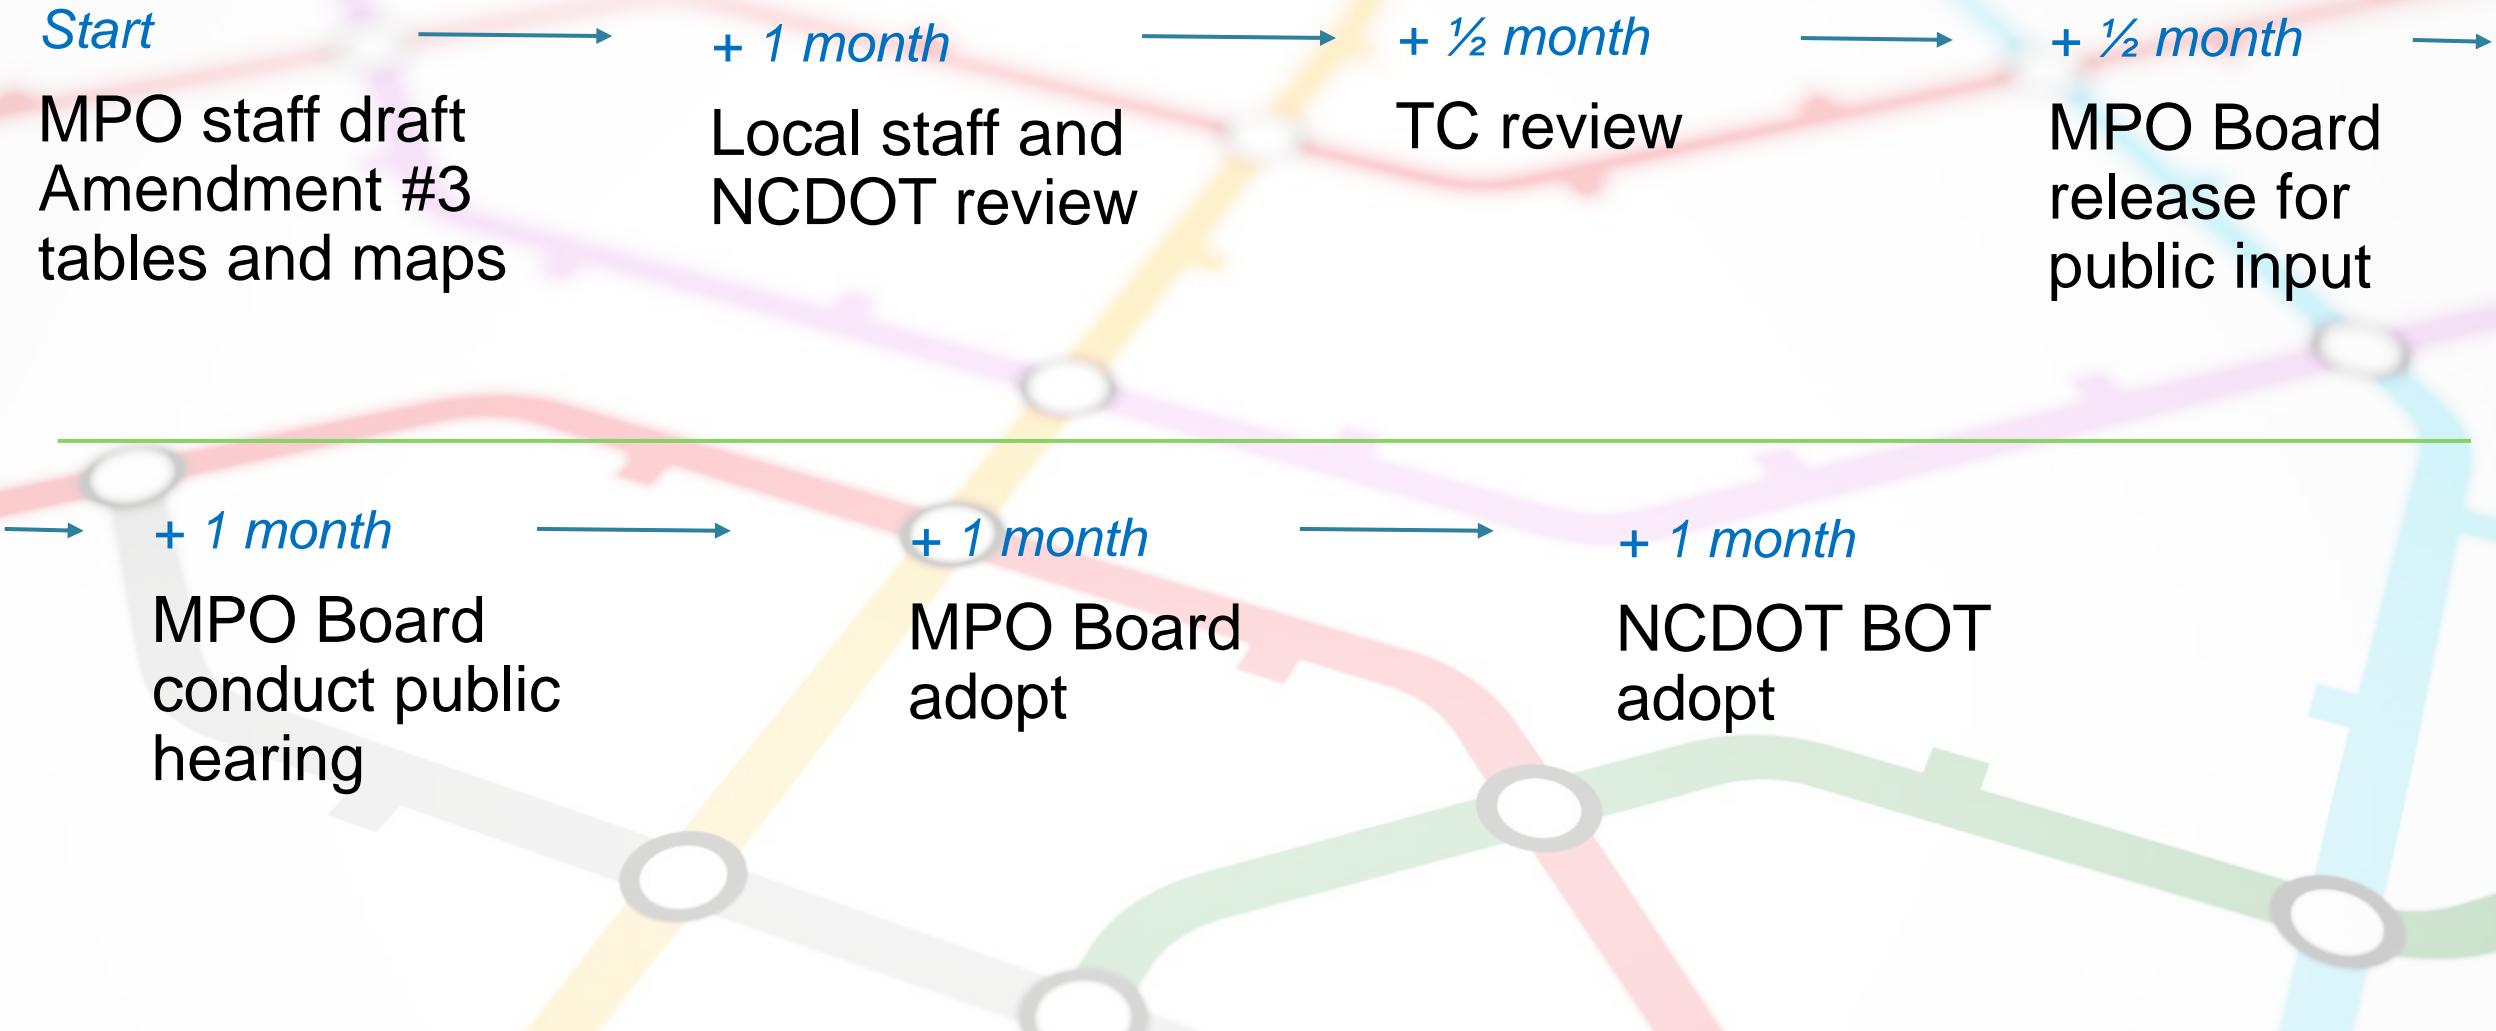 Start
MPO staff draft
Amendment #3
tables and maps
+ 1 month
Local staff and
NCDOT review
+ ½ month
TC review
+ ½ month
MPO Board
release for
public input
+ 1 month
MPO Board
conduct public
hearing
+ 1 month
MPO Board
adopt
+ 1 month
NCDOT BOT
adopt